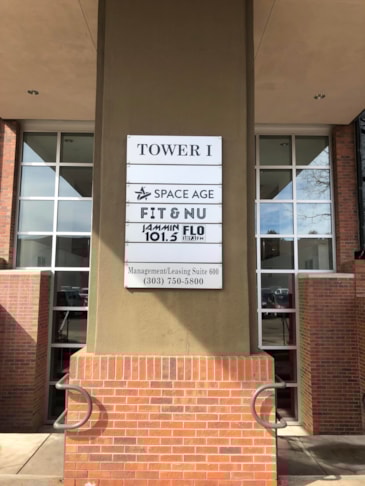 TOWER I
SPACE AGE
FIT & NU
JAMMIN 101.5 FLO
Management/Leasing Suite 600
(303) 750-5800